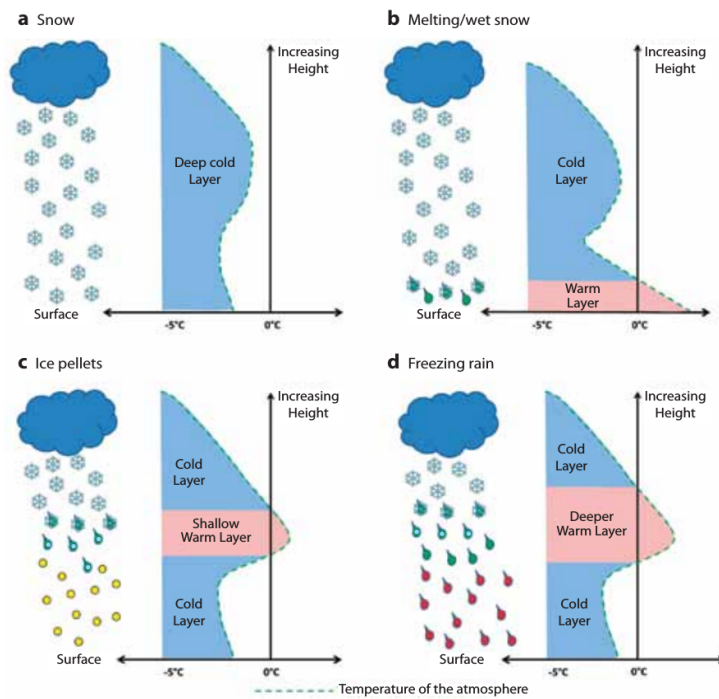 a Snow
Increasing
Height
Deep cold
Layer
Surface
-5°C
0°C
b Melting/wet snow
Increasing
Height
Cold
Layer
Warm
Layer
Surface
-5°C
0°C
c Ice pellets
Increasing
Height
Cold
Layer
Shallow
Warm Layer
Cold
Layer
Surface
-5°C
0°C
d Freezing rain
Increasing
Height
Cold
Layer
Deeper
Warm Layer
Cold
Layer
Surface
-5°C
0°C
Temperature of the atmosphere